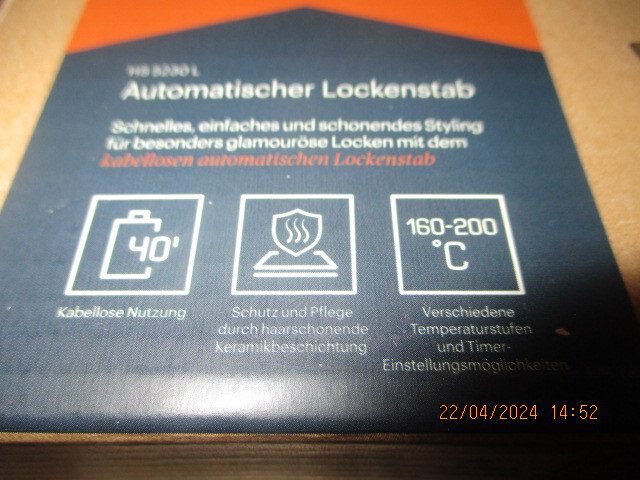 HS 5230 L
Automatischer Lockenstab
Schnelles, einfaches und schonendes Styling
für besonders glamouröse Locken mit dem
kabellosen automatischen Lockenstab
40'
160-200
°C
Kabellose Nutzung
Schutz und Pflege
durch haarschonende
Keramikbeschichtung
Verschiedene
Temperaturstufen
und Timer-
Einstellungsmöglichkeiten
22/04/2024 14:52